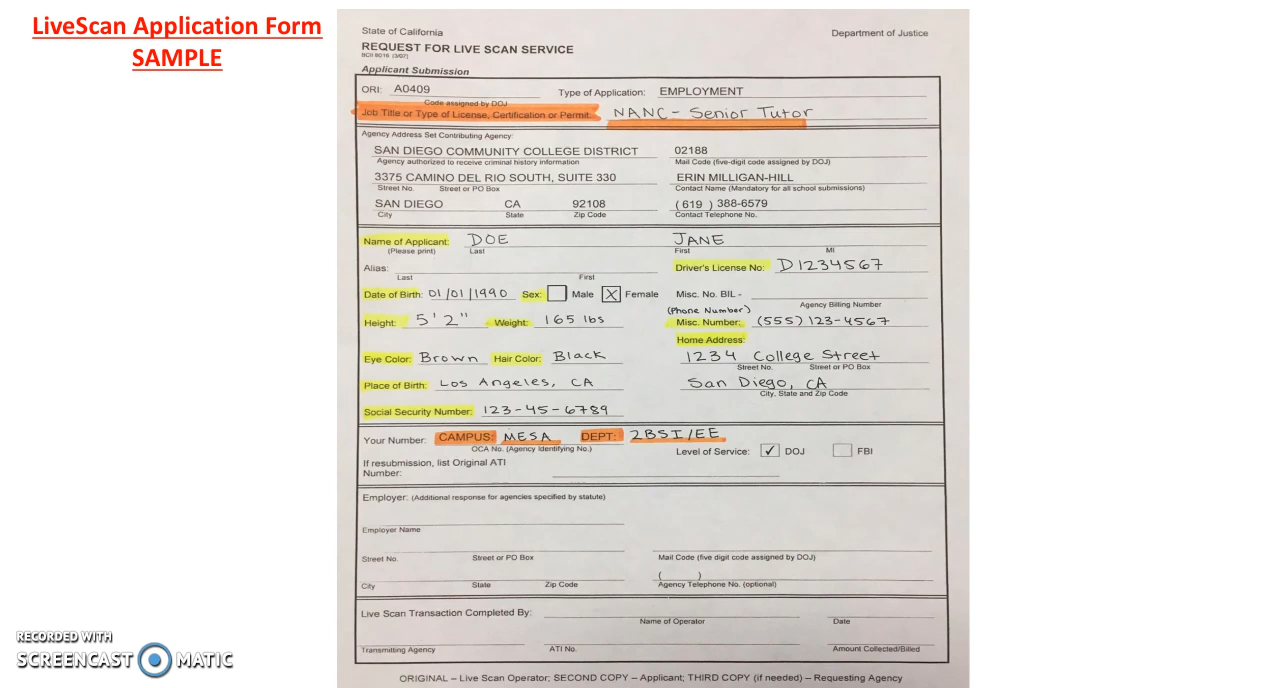 LiveScan Application Form
SAMPLE
State of California
Department of Justice
REQUEST FOR LIVE SCAN SERVICE
BCII 8016 (3/07)
Applicant Submission
ORI: A0409
Type of Application: EMPLOYMENT
Code assigned by DOJ
Job Title or Type of License, Certification or Permit: NANC - Senior Tutor
Agency Address Set Contributing Agency:
SAN DIEGO COMMUNITY COLLEGE DISTRICT 02188
Agency authorized to receive criminal history information Mail Code (five-digit code assigned by DOJ)
3375 CAMINO DEL RIO SOUTH, SUITE 330 ERIN MILLIGAN-HILL
Street No. Street or PO Box Contact Name (Mandatory for all school submissions)
SAN DIEGO CA 92108 (619 ) 388-6579
City State Zip Code Contact Telephone No.
Name of Applicant: DOE JANE
(Please print) Last First MI
Alias: Driver's License No: D1234567
Last First
Date of Birth: 01/01/1990 Sex: Male X Female Misc. No. BIL -
Agency Billing Number
(Phone Number)
Height: 5'2" Weight: 165 lbs Misc. Number: (555) 123-4567
Home Address:
Eye Color: Brown Hair Color: Black 1234 College Street
Street No. Street or PO Box
Place of Birth: Los Angeles, CA San Diego, CA
City, State and Zip Code
Social Security Number: 123-45-6789
Your Number: CAMPUS: MESA DEPT: 2BSI/EE
OCA No. (Agency Identifying No.) Level of Service: ✓ DOJ FBI
If resubmission, list Original ATI
Number:
Employer: (Additional response for agencies specified by statute)
Employer Name
Street No. Street or PO Box Mail Code (five digit code assigned by DOJ)
( )
City State Zip Code Agency Telephone No. (optional)
Live Scan Transaction Completed By:
Name of Operator Date
Transmitting Agency ATI No. Amount Collected/Billed
ORIGINAL – Live Scan Operator; SECOND COPY – Applicant; THIRD COPY (if needed) – Requesting Agency
RECORDED WITH
SCREENCAST MATIC